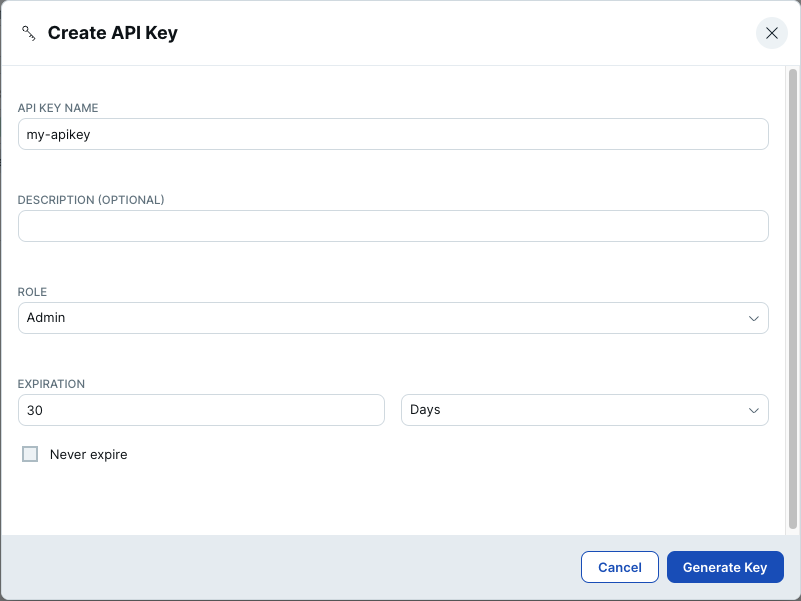 Create API Key
API KEY NAME
my-apikey
DESCRIPTION (OPTIONAL)
ROLE
Admin
EXPIRATION
30
Days
Never expire
Cancel
Generate Key